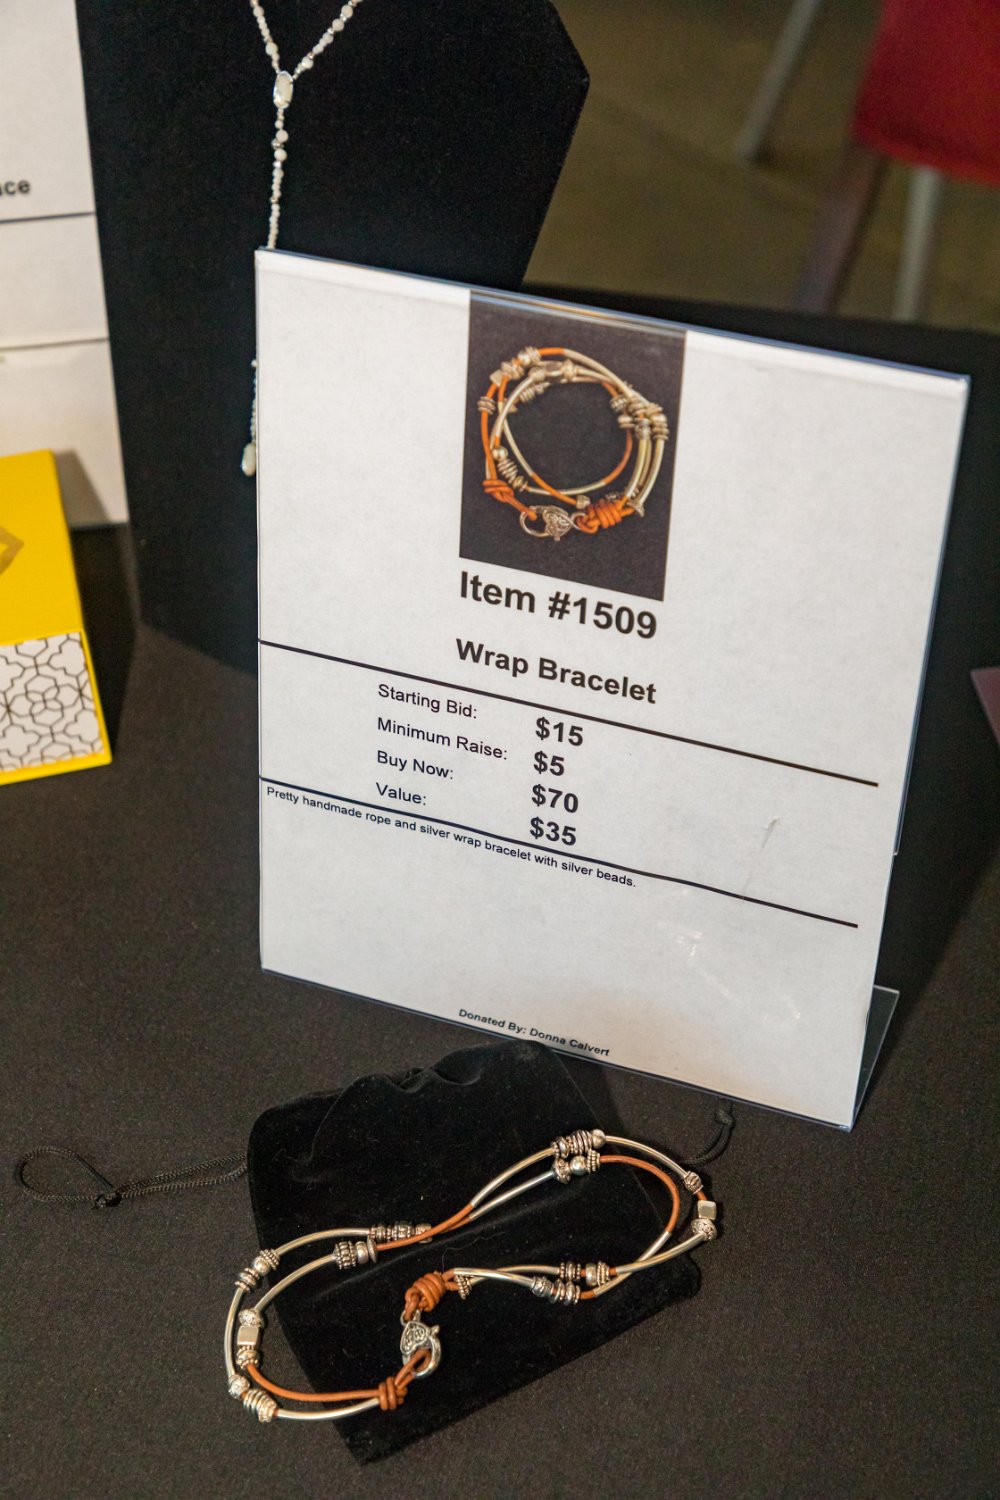 Item #1509
Wrap Bracelet
Starting Bid: $15
Minimum Raise: $5
Buy Now: $70
Value: $35
Pretty handmade rope and silver wrap bracelet with silver beads.
Donated By: Donna Calvert